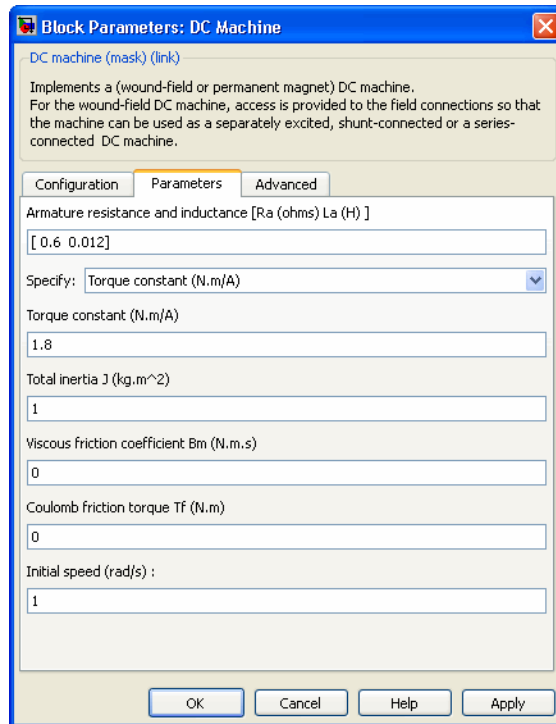 Block Parameters: DC Machine
DC machine (mask) (link)
Implements a (wound-field or permanent magnet) DC machine.
For the wound-field DC machine, access is provided to the field connections so that
the machine can be used as a separately excited, shunt-connected or a series-
connected DC machine.
Configuration Parameters Advanced
Armature resistance and inductance [Ra (ohms) La (H) ]
[ 0.6 0.012]
Specify: Torque constant (N.m/A)
Torque constant (N.m/A)
1.8
Total inertia J (kg.m^2)
1
Viscous friction coefficient Bm (N.m.s)
0
Coulomb friction torque Tf (N.m)
0
Initial speed (rad/s) :
1
OK Cancel Help Apply